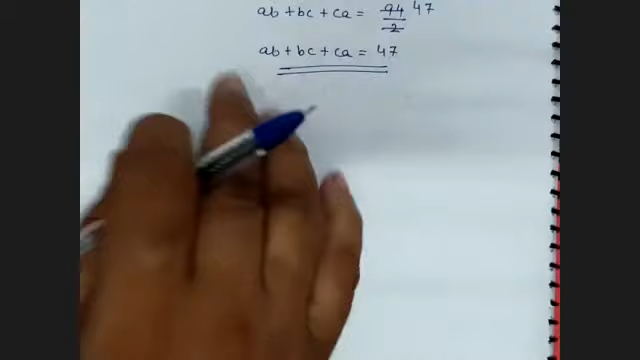 ab + bc + ca = 94/2 47
ab + bc + ca = 47